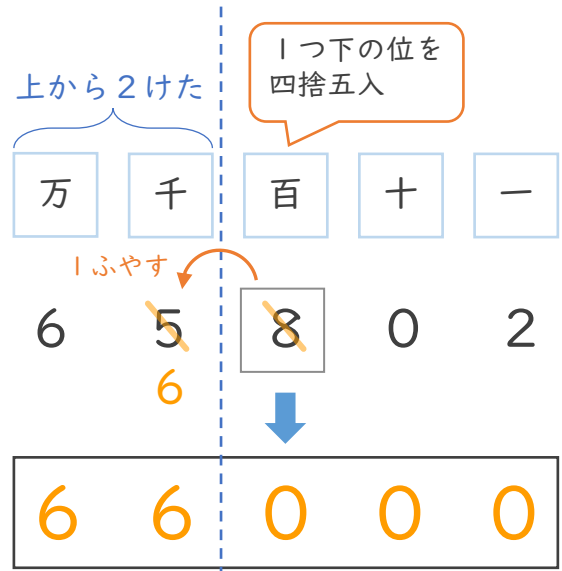 1つ下の位を
四捨五入
上から2けた
万 千 百 十 一
1ふやす
6 5 8 0 2
6
6 6 0 0 0